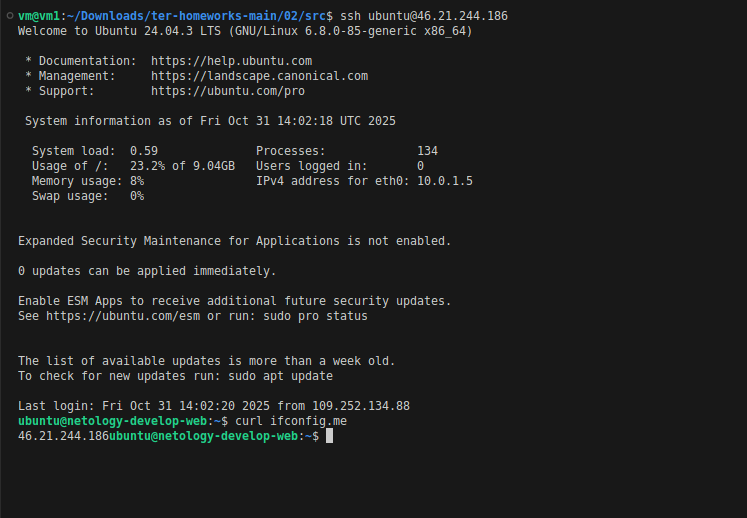 vm@vm1:~/Downloads/ter-homeworks-main/02/src$ ssh ubuntu@46.21.244.186
Welcome to Ubuntu 24.04.3 LTS (GNU/Linux 6.8.0-85-generic x86_64)
* Documentation:  https://help.ubuntu.com
* Management:     https://landscape.canonical.com
* Support:        https://ubuntu.com/pro
System information as of Fri Oct 31 14:02:18 UTC 2025
System load:  0.59              Processes:             134
Usage of /:   23.2% of 9.04GB   Users logged in:       0
Memory usage: 8%                IPv4 address for eth0: 10.0.1.5
Swap usage:   0%
Expanded Security Maintenance for Applications is not enabled.
0 updates can be applied immediately.
Enable ESM Apps to receive additional future security updates.
See https://ubuntu.com/esm or run: sudo pro status
The list of available updates is more than a week old.
To check for new updates run: sudo apt update
Last login: Fri Oct 31 14:02:20 2025 from 109.252.134.88
ubuntu@netology-develop-web:~$ curl ifconfig.me
46.21.244.186ubuntu@netology-develop-web:~$